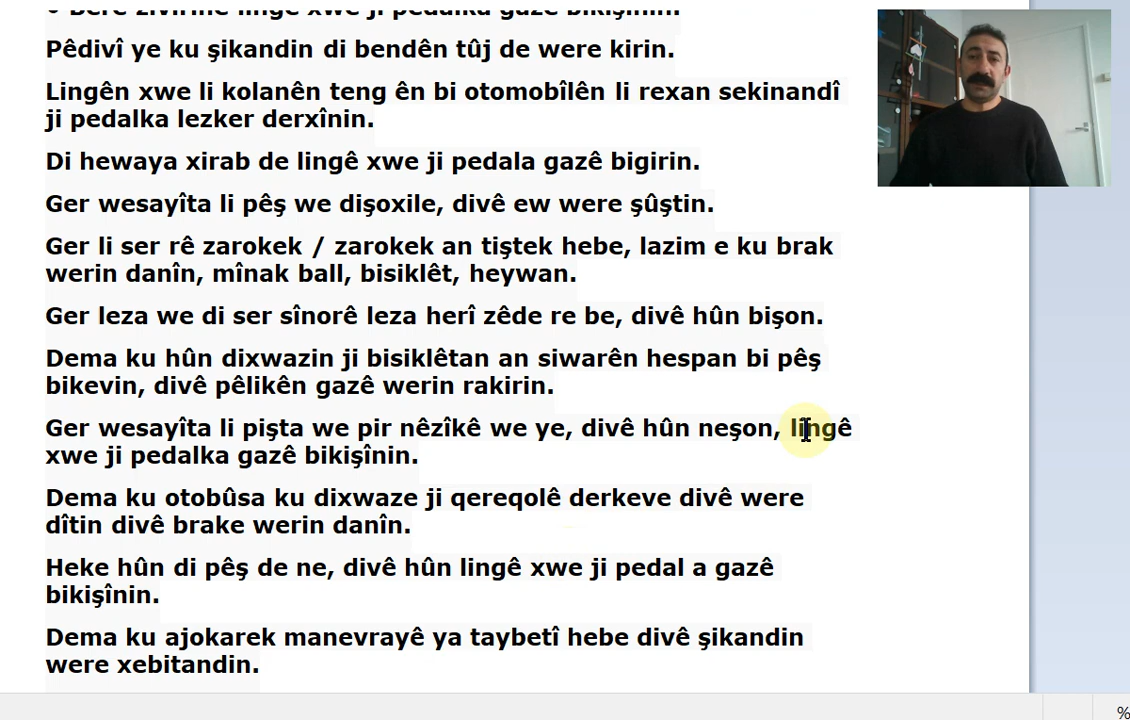 • Berê zivirînê lingê xwe ji pedalka gazê bikişînin.
Pêdivî ye ku şikandin di bendên tûj de were kirin.
Lingên xwe li kolanên teng ên bi otomobîlên li rexan sekinandî
ji pedalka lezker derxînin.
Di hewaya xirab de lingê xwe ji pedala gazê bigirin.
Ger wesayîta li pêş we dişoxile, divê ew were şûştin.
Ger li ser rê zarokek / zarokek an tiştek hebe, lazim e ku brak
werin danîn, mînak ball, bisiklêt, heywan.
Ger leza we di ser sînorê leza herî zêde re be, divê hûn bişon.
Dema ku hûn dixwazin ji bisiklêtan an siwarên hespan bi pêş
bikevin, divê pêlikên gazê werin rakirin.
Ger wesayîta li pişta we pir nêzîkê we ye, divê hûn neşon, lingê
xwe ji pedalka gazê bikişînin.
Dema ku otobûsa ku dixwaze ji qereqolê derkeve divê were
dîtin divê brake werin danîn.
Heke hûn di pêş de ne, divê hûn lingê xwe ji pedal a gazê
bikişînin.
Dema ku ajokarek manevrayê ya taybetî hebe divê şikandin
were xebitandin.
%